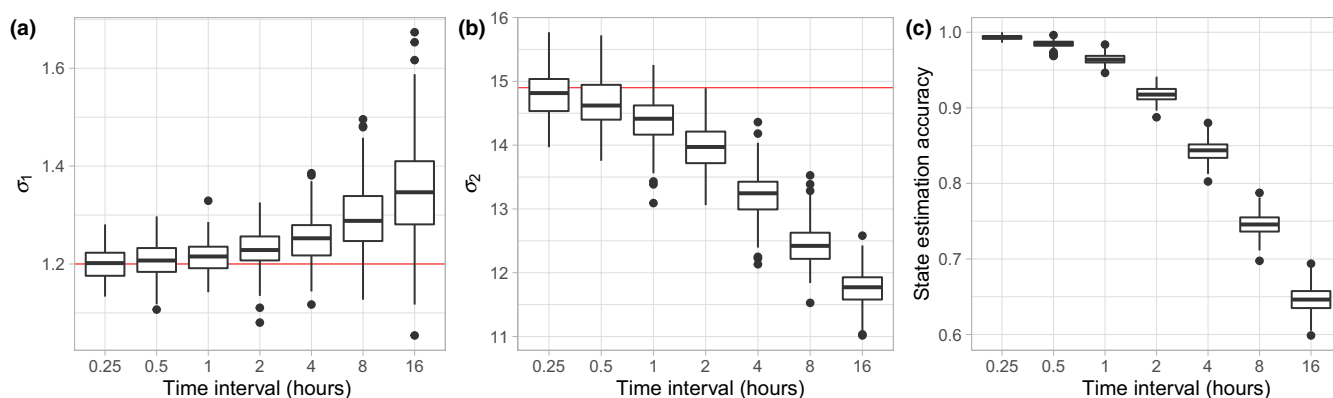 (a)
σ1
1.6
1.4
1.2
0.25 0.5 1 2 4 8 16
Time interval (hours)
(b)
σ2
16
15
14
13
12
11
0.25 0.5 1 2 4 8 16
Time interval (hours)
(c)
State estimation accuracy
1.0
0.9
0.8
0.7
0.6
0.25 0.5 1 2 4 8 16
Time interval (hours)